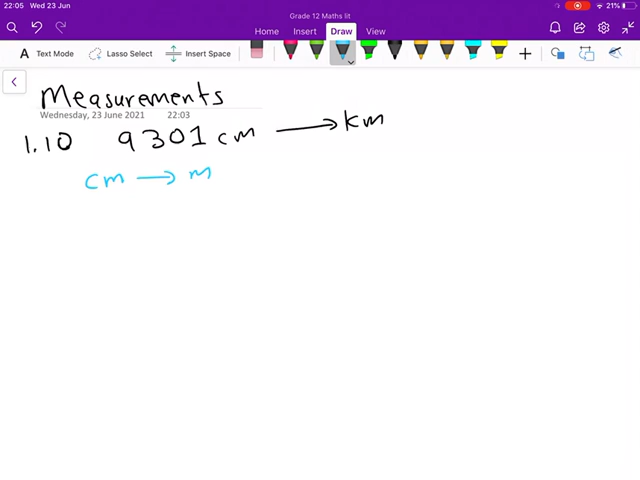 22:05 Wed 23 Jun
21%
Grade 12 Maths lit
Home Insert Draw View
Text Mode Lasso Select Insert Space
Measurements
Wednesday, 23 June 2021 22:03
1.10 9301 cm → km
cm → m